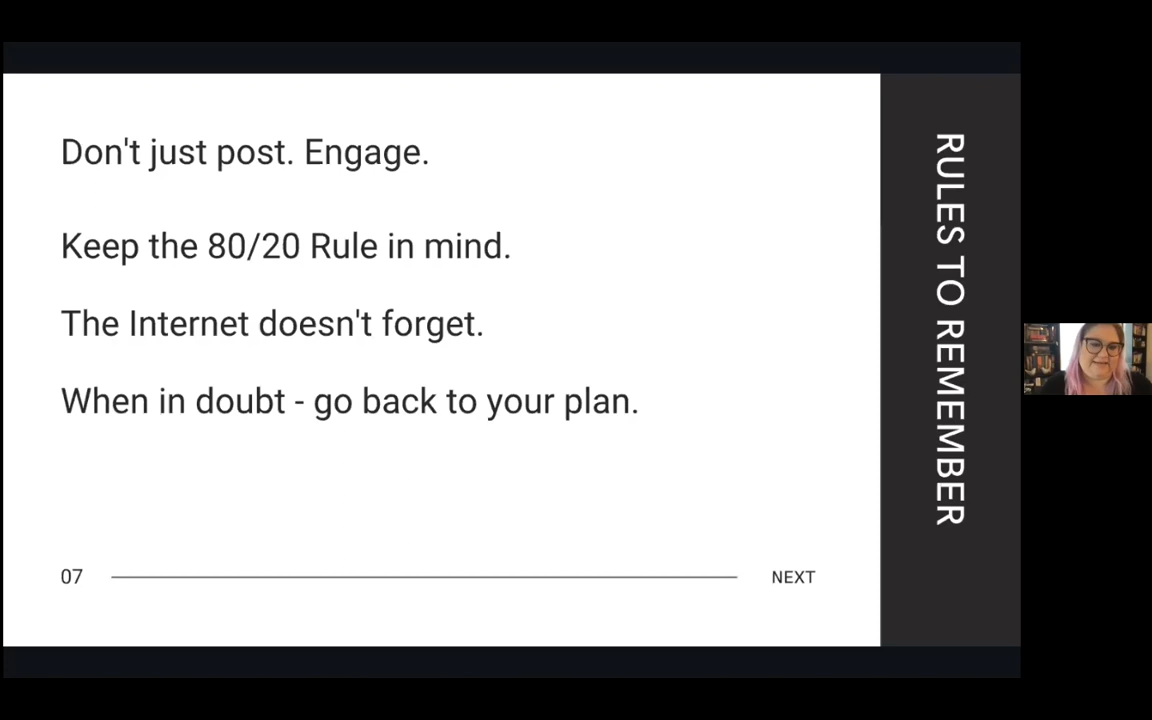 Don't just post. Engage.
Keep the 80/20 Rule in mind.
The Internet doesn't forget.
When in doubt - go back to your plan.
07
NEXT
RULES TO REMEMBER